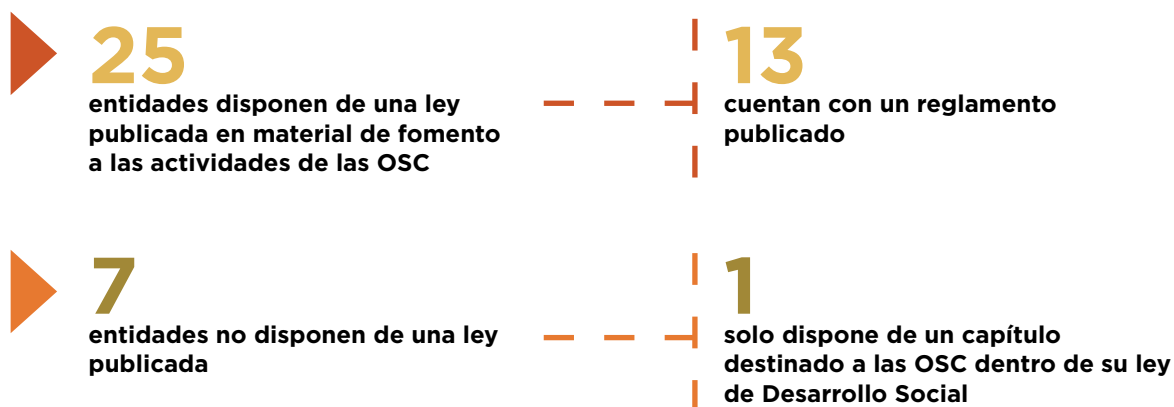 25
entidades disponen de una ley
publicada en material de fomento
a las actividades de las OSC
13
cuentan con un reglamento
publicado
7
entidades no disponen de una ley
publicada
1
solo dispone de un capítulo
destinado a las OSC dentro de su ley
de Desarrollo Social